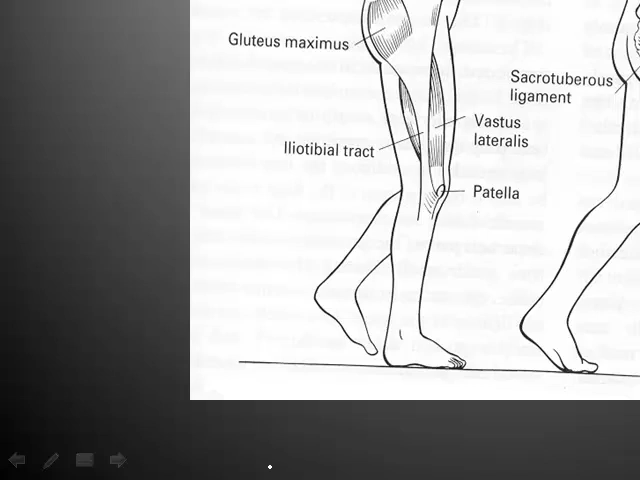 Gluteus maximus
Sacrotuberous
ligament
Vastus
lateralis
Iliotibial tract
Patella